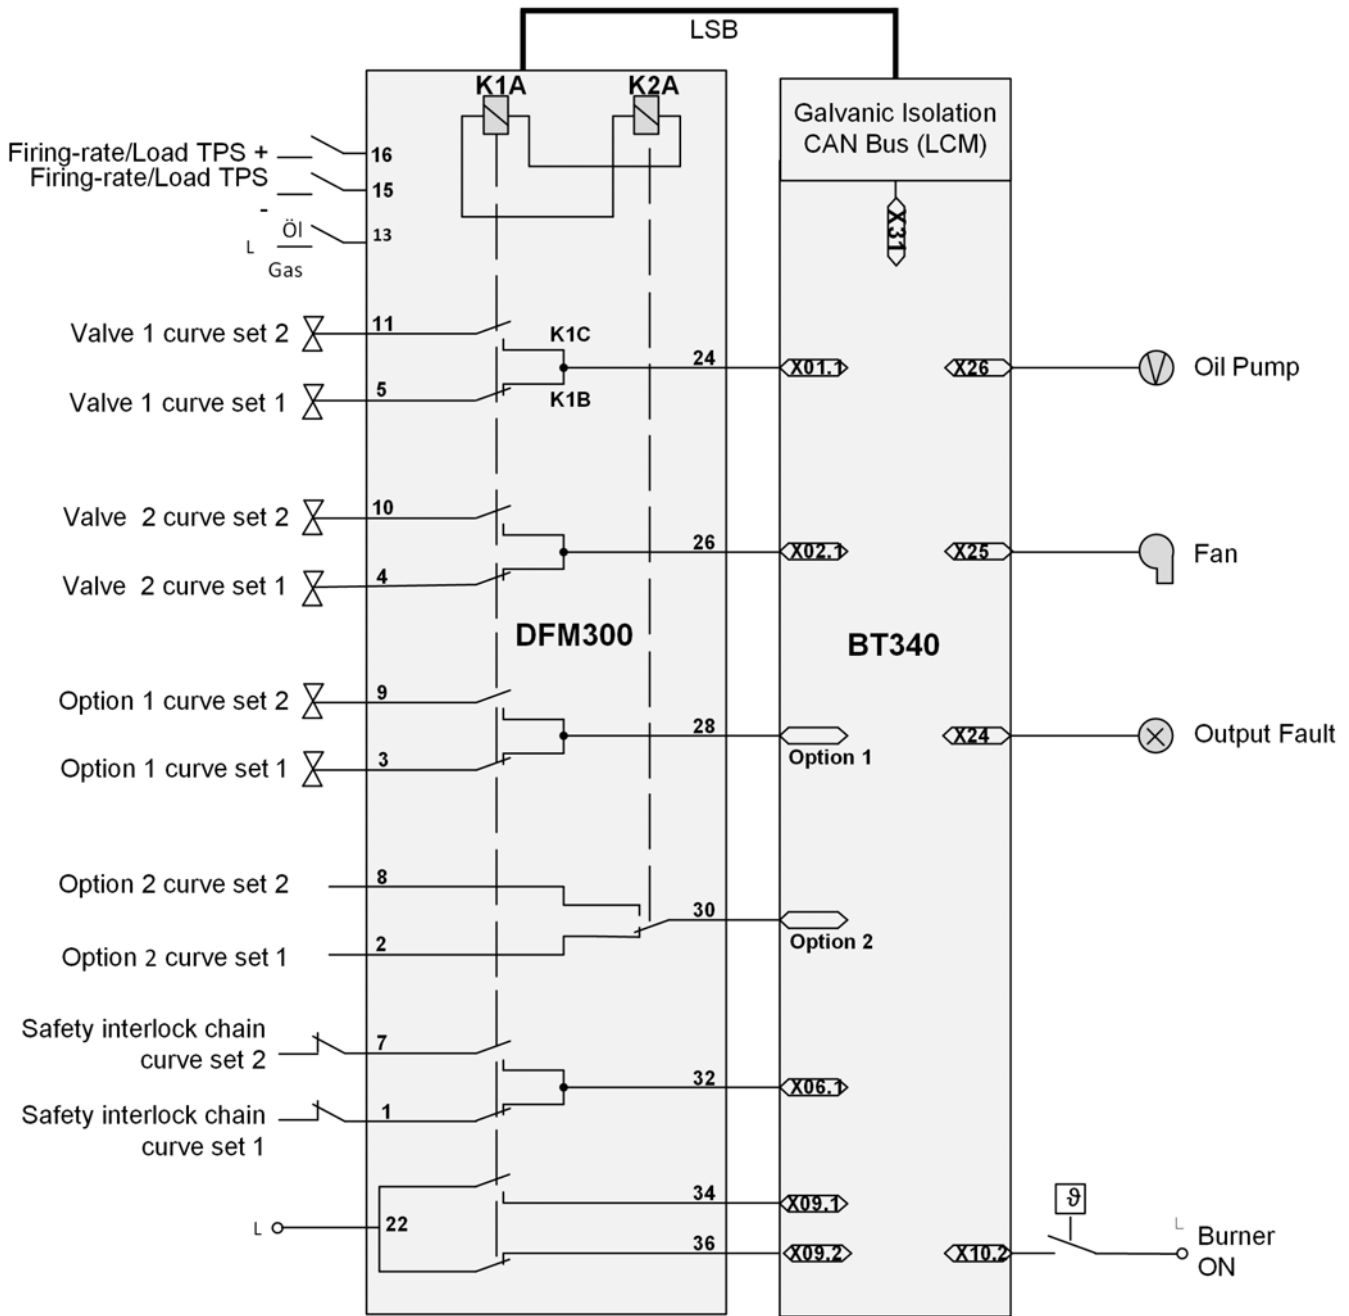 LSB
K1A
K2A
Galvanic Isolation
CAN Bus (LCM)
Firing-rate/Load TPS +
16
Firing-rate/Load TPS
-
15
Öl
L
13
Gas
X31
Valve 1 curve set 2
11
K1C
24
X01.1
X26
Oil Pump
Valve 1 curve set 1
5
K1B
Valve 2 curve set 2
10
26
X02.1
X25
Fan
Valve 2 curve set 1
4
DFM300
BT340
Option 1 curve set 2
9
28
Option 1
X24
Output Fault
Option 1 curve set 1
3
Option 2 curve set 2
8
30
Option 2
Option 2 curve set 1
2
Safety interlock chain
curve set 2
7
32
X06.1
Safety interlock chain
curve set 1
1
34
X09.1
L
22
36
X09.2
X10.2
ϑ
L
Burner
ON